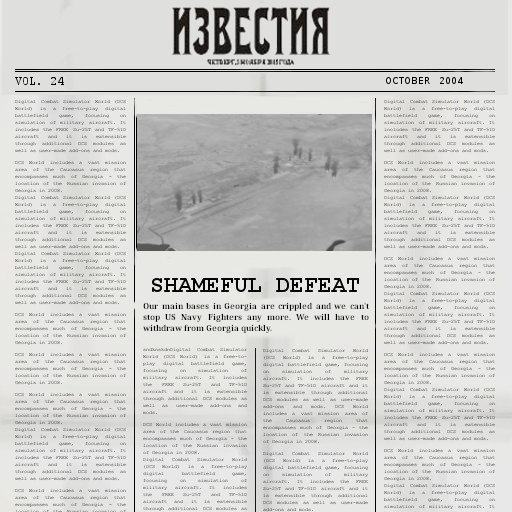 ИЗВЕСТИЯ
VOL. 24
OCTOBER 2004
Digital Combat Simulator World (DCS
World) is a free-to-play digital
battlefield game, focusing on
simulation of military aircraft. It
includes the FREE Su-25T and TF-51D
aircraft and it is extensible
through additional DCS modules as
well as user-made add-ons and mods.
DCS World includes a vast mission
area of the Caucasus region that
encompasses much of Georgia - the
location of the Russian invasion of
Georgia in 2008.
Digital Combat Simulator World (DCS
World) is a free-to-play digital
battlefield game, focusing on
simulation of military aircraft. It
includes the FREE Su-25T and TF-51D
aircraft and it is extensible
through additional DCS modules as
well as user-made add-ons and mods.
Digital Combat Simulator World (DCS
World) is a free-to-play digital
battlefield game, focusing on
simulation of military aircraft. It
includes the FREE Su-25T and TF-51D
aircraft and it is extensible
through additional DCS modules as
well as user-made add-ons and mods.
DCS World includes a vast mission
area of the Caucasus region that
encompasses much of Georgia - the
location of the Russian invasion of
Georgia in 2008.
DCS World includes a vast mission
area of the Caucasus region that
encompasses much of Georgia - the
location of the Russian invasion of
Georgia in 2008.
DCS World includes a vast mission
area of the Caucasus region that
encompasses much of Georgia - the
location of the Russian invasion of
Georgia in 2008.
Digital Combat Simulator World (DCS
World) is a free-to-play digital
battlefield game, focusing on
simulation of military aircraft. It
includes the FREE Su-25T and TF-51D
aircraft and it is extensible
through additional DCS modules as
well as user-made add-ons and mods.
DCS World includes a vast mission
area of the Caucasus region that
encompasses much of Georgia - the
SHAMEFUL DEFEAT
Our main bases in Georgia are crippled and we can't
stop US Navy Fighters any more. We will have to
withdraw from Georgia quickly.
Combat Simulator
World (DCS World) is a free-to-
play digital battlefield game,
focusing on simulation of
military aircraft. It includes
the FREE Su-25T and TF-51D
aircraft and it is extensible
through additional DCS modules as
well as user-made add-ons and
mods.
DCS World includes a vast mission
area of the Caucasus region that
encompasses much of Georgia - the
location of the Russian invasion
of Georgia in 2008.
Digital Combat Simulator World
(DCS World) is a free-to-play
digital battlefield game, focusing
on simulation of military
aircraft. It includes the
FREE Su-25T and TF-51D
aircraft and it is extensible
through additional DCS modules as
Digital Combat Simulator World
(DCS World) is a free-to-play
digital battlefield game, focusing
on simulation of military
aircraft. It includes the FREE
Su-25T and TF-51D aircraft and it
is extensible through additional
DCS modules as well as user-made
add-ons and mods. DCS World
includes a vast mission area of
the Caucasus region that
encompasses much of Georgia - the
location of the Russian invasion
of Georgia in 2008.
Digital Combat Simulator World
(DCS World) is a free-to-play
digital battlefield game, focusing
on simulation of military
aircraft. It includes the FREE
Su-25T and TF-51D aircraft and it
is extensible through additional
DCS modules as well as user-made
Digital Combat Simulator World (DCS
World) is a free-to-play digital
battlefield game, focusing on
simulation of military aircraft. It
includes the FREE Su-25T and TF-51D
aircraft and it is extensible
through additional DCS modules as
well as user-made add-ons and mods.
DCS World includes a vast mission
area of the Caucasus region that
encompasses much of Georgia - the
location of the Russian invasion of
Georgia in 2008.
Digital Combat Simulator World (DCS
World) is a free-to-play digital
battlefield game, focusing on
simulation of military aircraft. It
includes the FREE Su-25T and TF-51D
aircraft and it is extensible
through additional DCS modules as
well as user-made add-ons and mods.
DCS World includes a vast mission
area of the Caucasus region that
encompasses much of Georgia - the
location of the Russian invasion of
Georgia in 2008.
Digital Combat Simulator World (DCS
World) is a free-to-play digital
battlefield game, focusing on
simulation of military aircraft. It
includes the FREE Su-25T and TF-51D
aircraft and it is extensible
through additional DCS modules as
well as user-made add-ons and mods.
DCS World includes a vast mission
area of the Caucasus region that
encompasses much of Georgia - the
location of the Russian invasion of
Georgia in 2008.
Digital Combat Simulator World (DCS
World) is a free-to-play digital
battlefield game, focusing on
simulation of military aircraft. It
includes the FREE Su-25T and TF-51D
aircraft and it is extensible
through additional DCS modules as
well as user-made add-ons and mods.
DCS World includes a vast mission
area of the Caucasus region that
encompasses much of Georgia - the
location of the Russian invasion of
Georgia in 2008.
Digital Combat Simulator World (DCS
World) is a free-to-play digital
battlefield game, focusing on
simulation of military aircraft. It